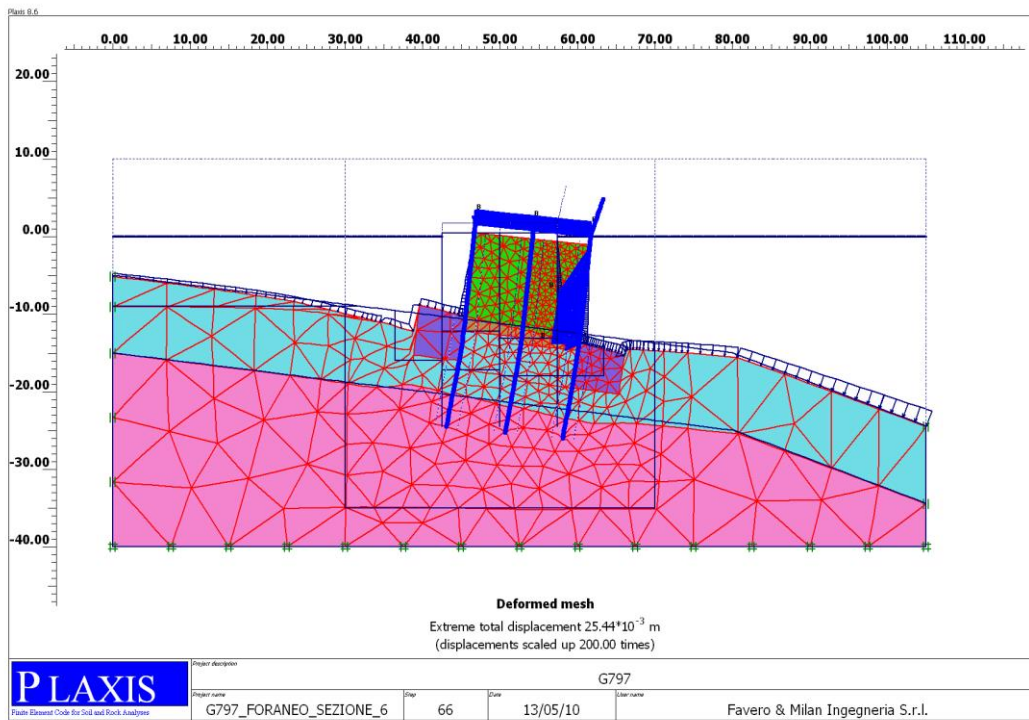 Plaxis 8.6
0.00 10.00 20.00 30.00 40.00 50.00 60.00 70.00 80.00 90.00 100.00 110.00
20.00
10.00
0.00
-10.00
-20.00
-30.00
-40.00
Deformed mesh
Extreme total displacement 25.44*10-3 m
(displacements scaled up 200.00 times)
PLAXIS
Finite Element Code for Soil and Rock Analyses
Project description
G797
Project name
G797_FORANEO_SEZIONE_6
Step
66
Date
13/05/10
User name
Favero & Milan Ingegneria S.r.l.